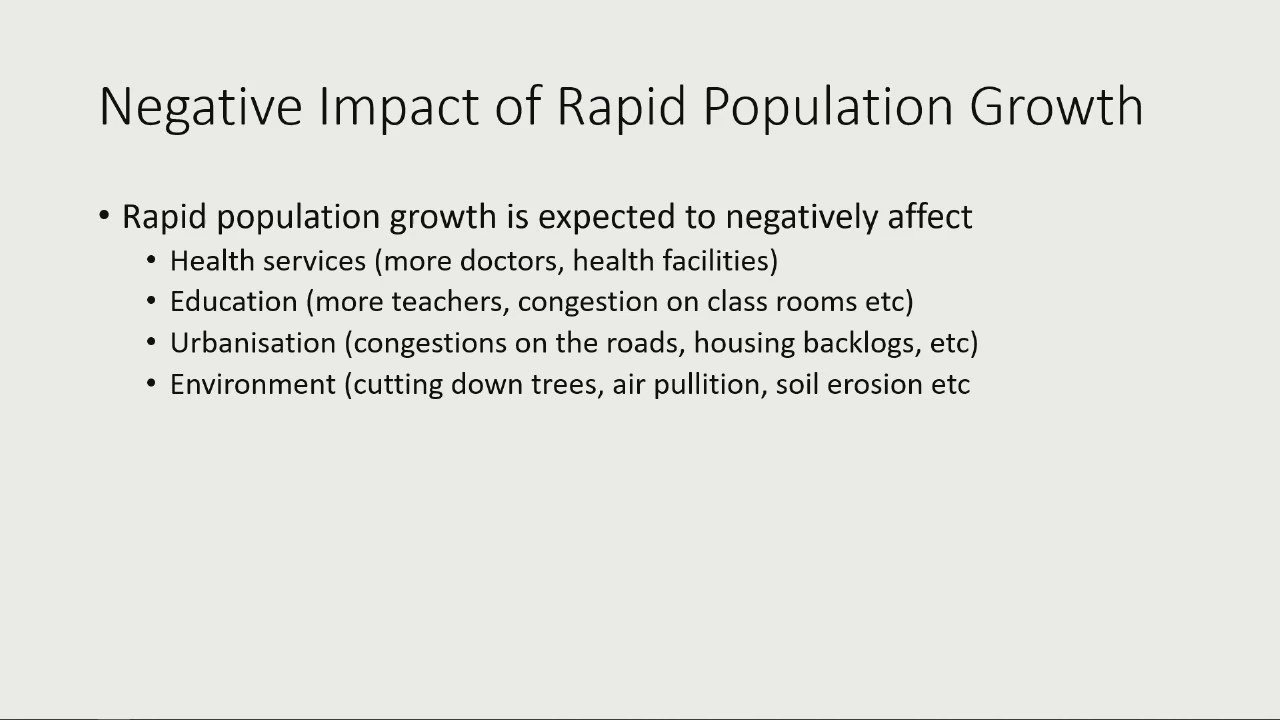 Negative Impact of Rapid Population Growth
• Rapid population growth is expected to negatively affect
• Health services (more doctors, health facilities)
• Education (more teachers, congestion on class rooms etc)
• Urbanisation (congestions on the roads, housing backlogs, etc)
• Environment (cutting down trees, air pullition, soil erosion etc